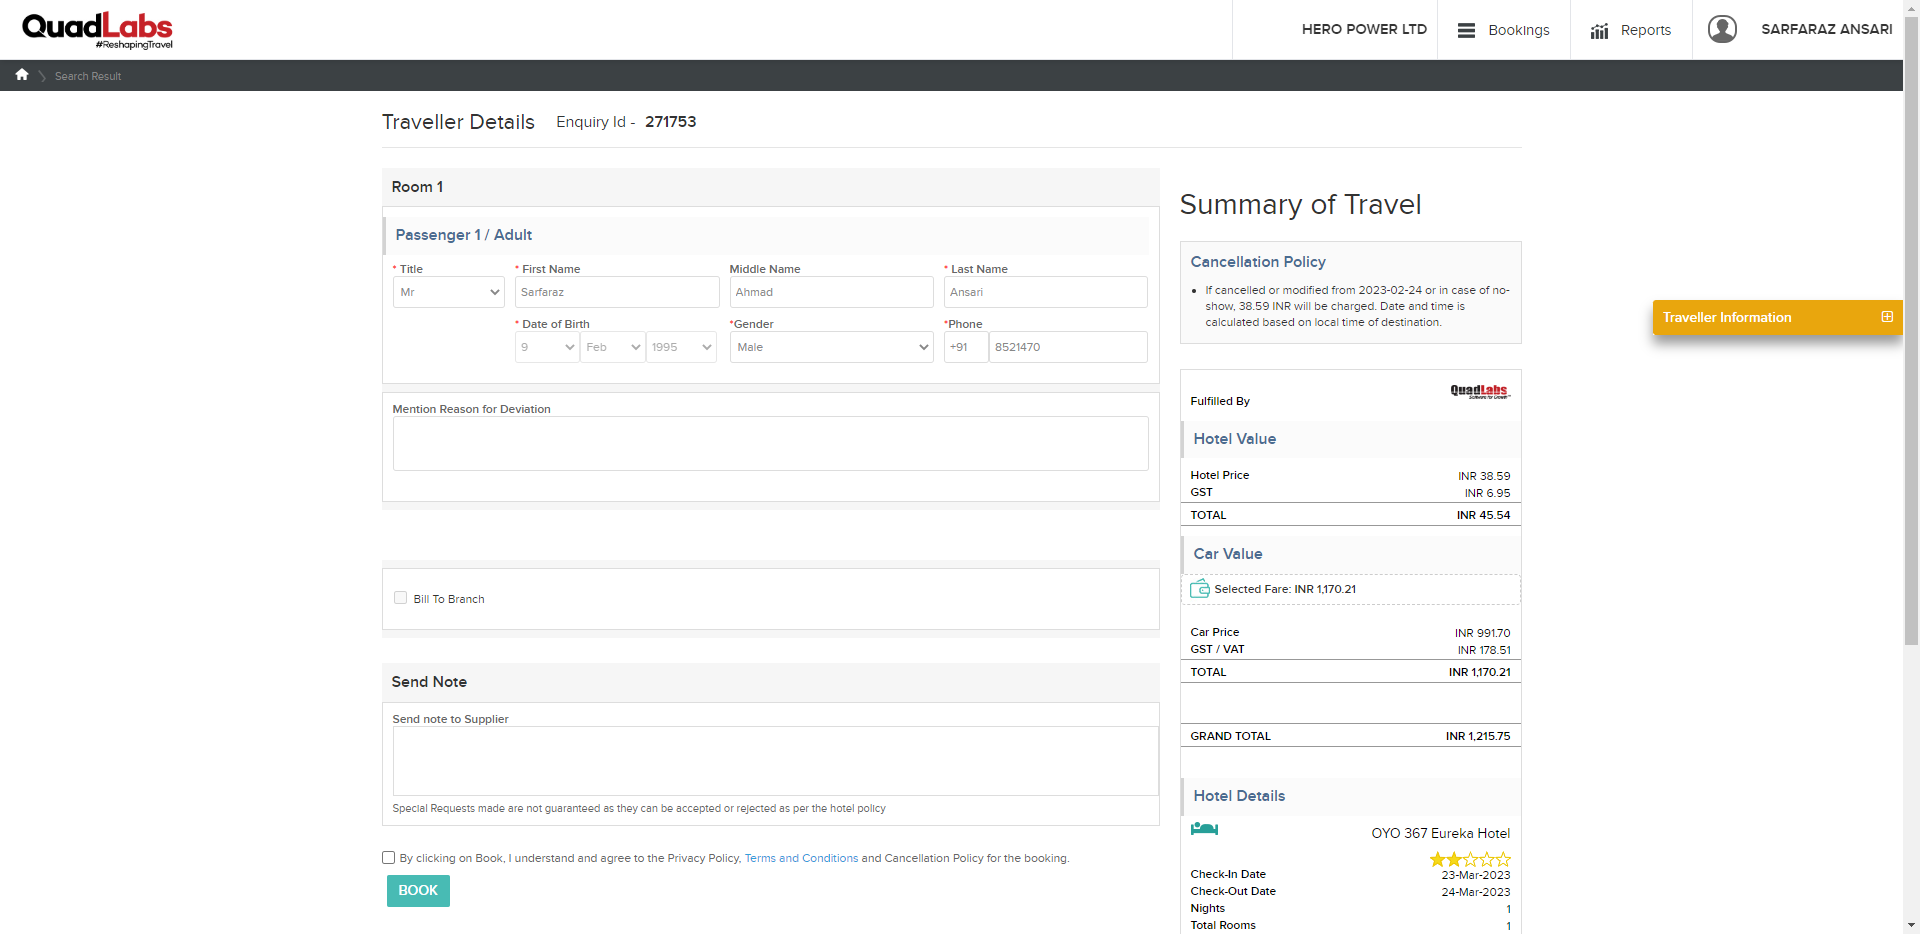 QuadLabs
#ReshapingTravel
HERO POWER LTD
Bookings
Reports
SARFARAZ ANSARI
Search Result
Traveller Details
Enquiry Id - 271753
Room 1
Passenger 1 / Adult
* Title
* First Name
Middle Name
* Last Name
Mr
Sarfaraz
Ahmad
Ansari
* Date of Birth
*Gender
*Phone
9
Feb
1995
Male
+91
8521470
Mention Reason for Deviation
Bill To Branch
Send Note
Send note to Supplier
Special Requests made are not guaranteed as they can be accepted or rejected as per the hotel policy
By clicking on Book, I understand and agree to the Privacy Policy, Terms and Conditions and Cancellation Policy for the booking.
BOOK
Summary of Travel
Cancellation Policy
If cancelled or modified from 2023-02-24 or in case of no-
show, 38.59 INR will be charged. Date and time is
calculated based on local time of destination.
Traveller Information
Fulfilled By
QuadLabs
Hotel Value
Hotel Price INR 38.59
GST INR 6.95
TOTAL INR 45.54
Car Value
Selected Fare: INR 1,170.21
Car Price INR 991.70
GST / VAT INR 178.51
TOTAL INR 1,170.21
GRAND TOTAL INR 1,215.75
Hotel Details
OYO 367 Eureka Hotel
Check-In Date 23-Mar-2023
Check-Out Date 24-Mar-2023
Nights 1
Total Rooms 1